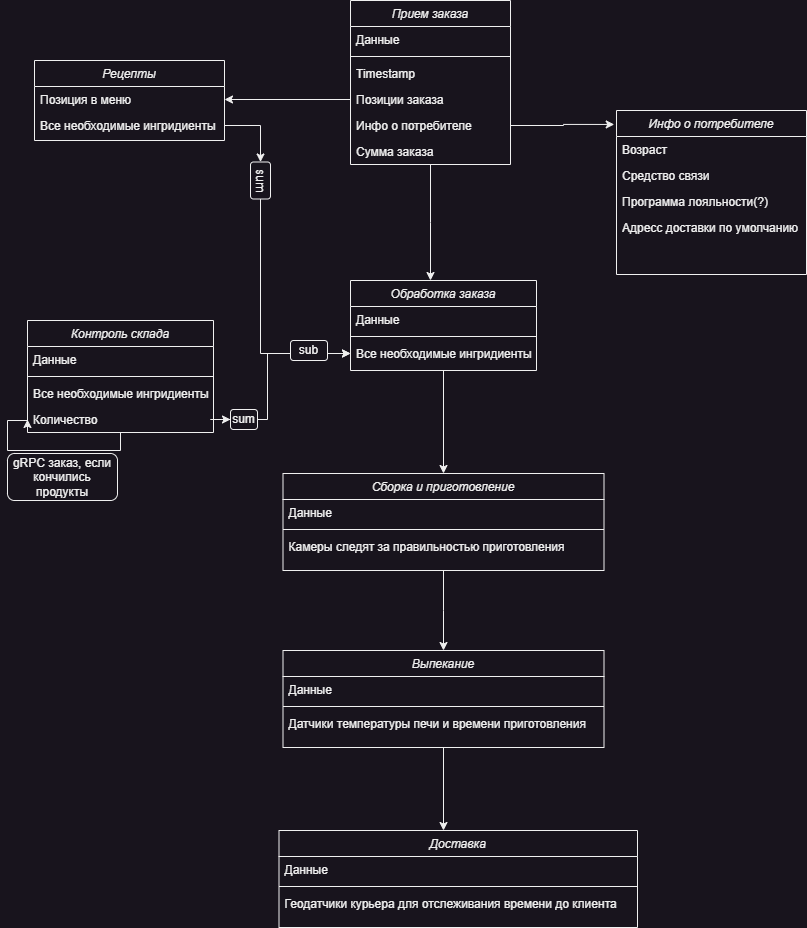 Прием заказа
Данные
Timestamp
Позиции заказа
Инфо о потребителе
Сумма заказа
Рецепты
Позиция в меню
Все необходимые ингридиенты
Инфо о потребителе
Возраст
Средство связи
Программа лояльности(?)
Адресс доставки по умолчанию
sum
Обработка заказа
Данные
Все необходимые ингридиенты
sub
Контроль склада
Данные
Все необходимые ингридиенты
Количество
sum
gRPC заказ, если
кончились
продукты
Сборка и приготовление
Данные
Камеры следят за правильностью приготовления
Выпекание
Данные
Датчики температуры печи и времени приготовления
Доставка
Данные
Геодатчики курьера для отслеживания времени до клиента